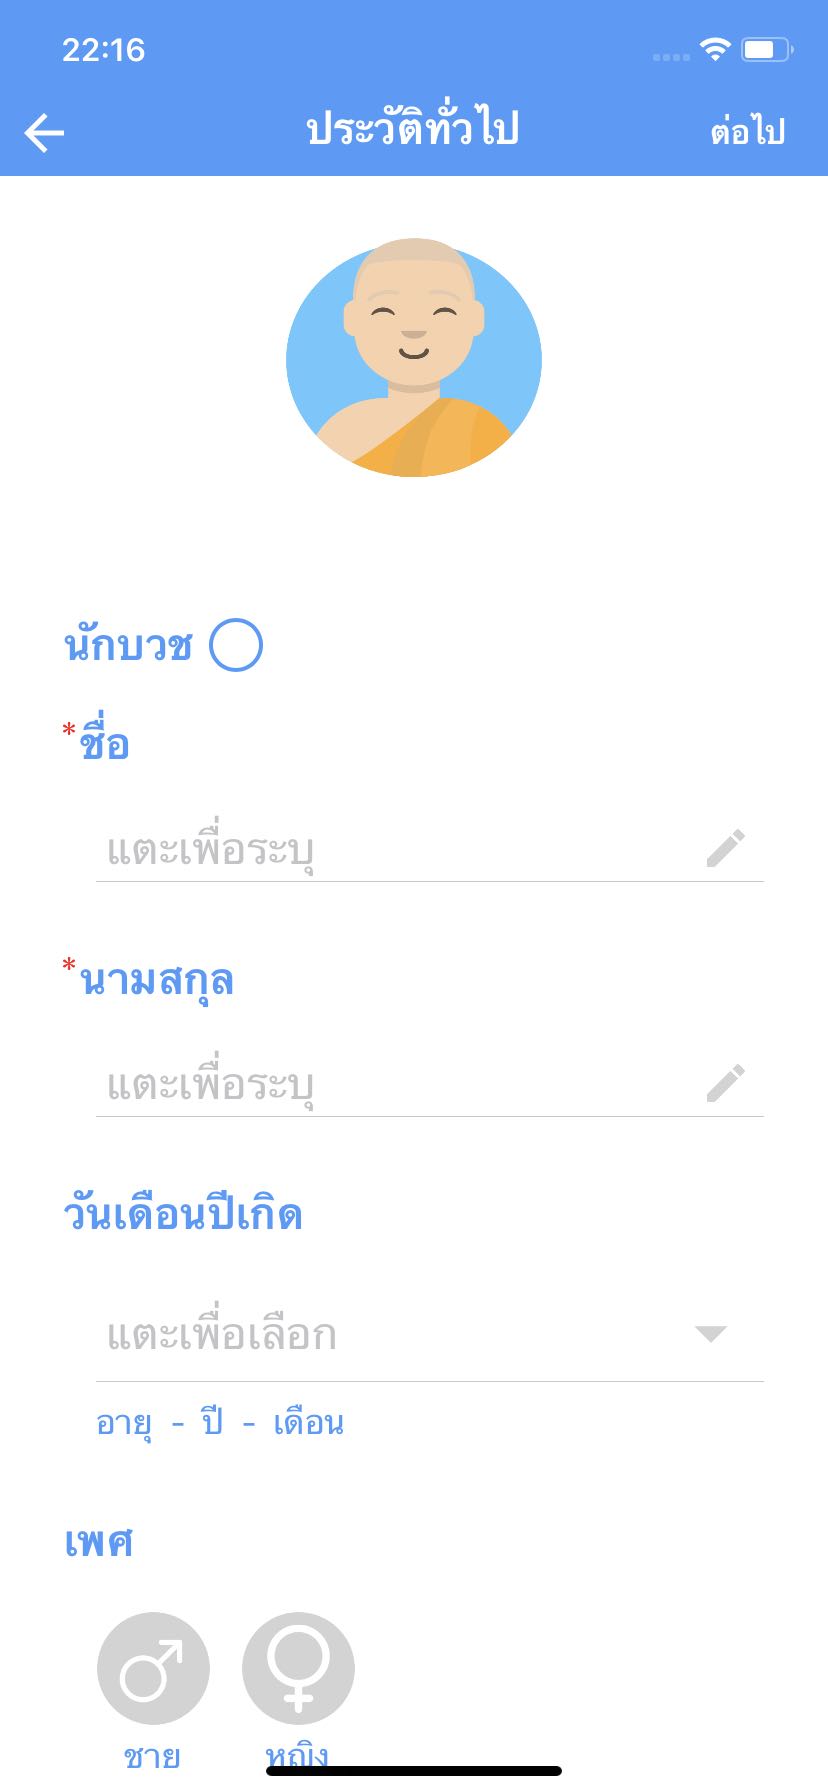 22:16
ประวัติทั่วไป
ต่อไป
นักบวช
*ชื่อ
แตะเพื่อระบุ
*นามสกุล
แตะเพื่อระบุ
วันเดือนปีเกิด
แตะเพื่อเลือก
อายุ - ปี - เดือน
เพศ
ชาย หญิง